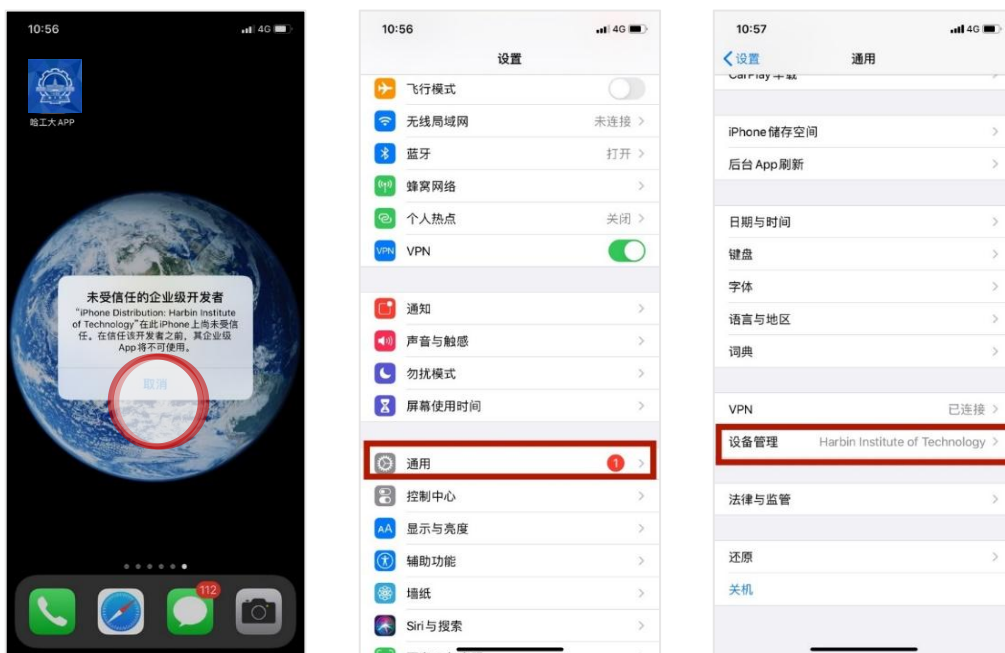 10:56
4G
哈工大 APP
未受信任的企业级开发者
“iPhone Distribution: Harbin Institute
of Technology”在此iPhone上尚未受信
任。在信任该开发者之前，其企业级
App将不可使用。
取消
112
10:56
4G
设置
飞行模式
无线局域网 未连接
蓝牙 打开
蜂窝网络
个人热点 关闭
VPN VPN
通知
声音与触感
勿扰模式
屏幕使用时间
通用 1
控制中心
AA 显示与亮度
辅助功能
墙纸
Siri与搜索
10:57
4G
设置 通用
CarPlay 车载
iPhone储存空间
后台 App刷新
日期与时间
键盘
字体
语言与地区
词典
VPN 已连接
设备管理 Harbin Institute of Technology
法律与监管
还原
关机